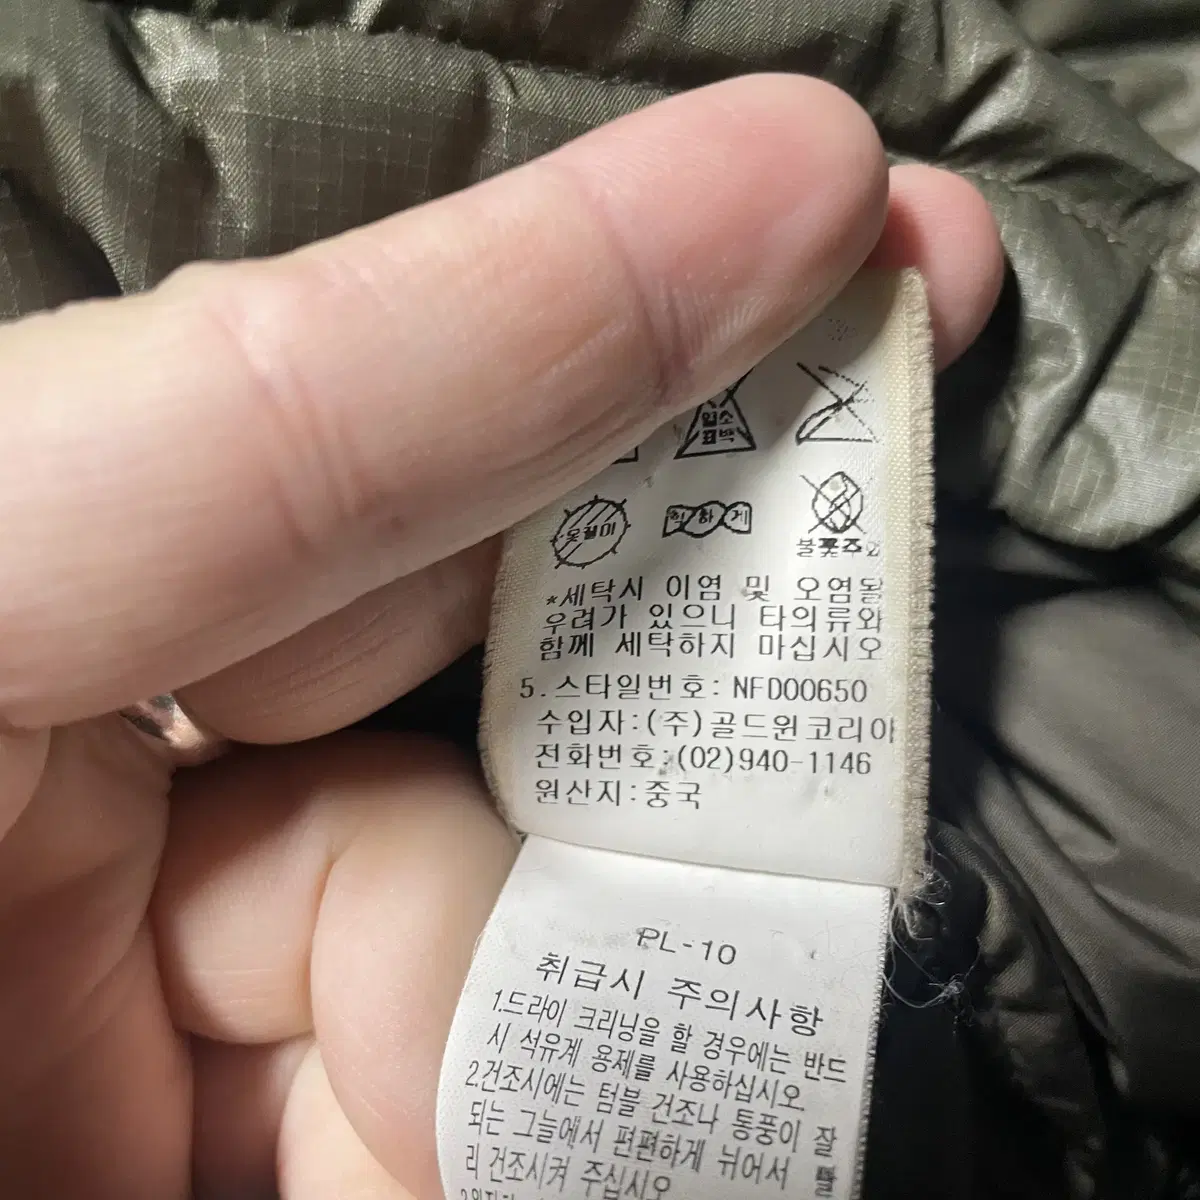 염소
표백
옷걸이
약하게
불꽃주의
*세탁시 이염 및 오염될
우려가 있으니 타의류와
함께 세탁하지 마십시오
5.스타일번호:NFD00650
수입자:(주)골드윈코리아
전화번호:(02)940-1146
원산지:중국
PL-10
취급시 주의사항
1.드라이 크리닝을 할 경우에는 반드
시 석유계 용제를 사용하십시오
2.건조시에는 텀블 건조나 통풍이 잘
되는 그늘에서 편편하게 뉘어서 말
리 건조시켜 주십시오